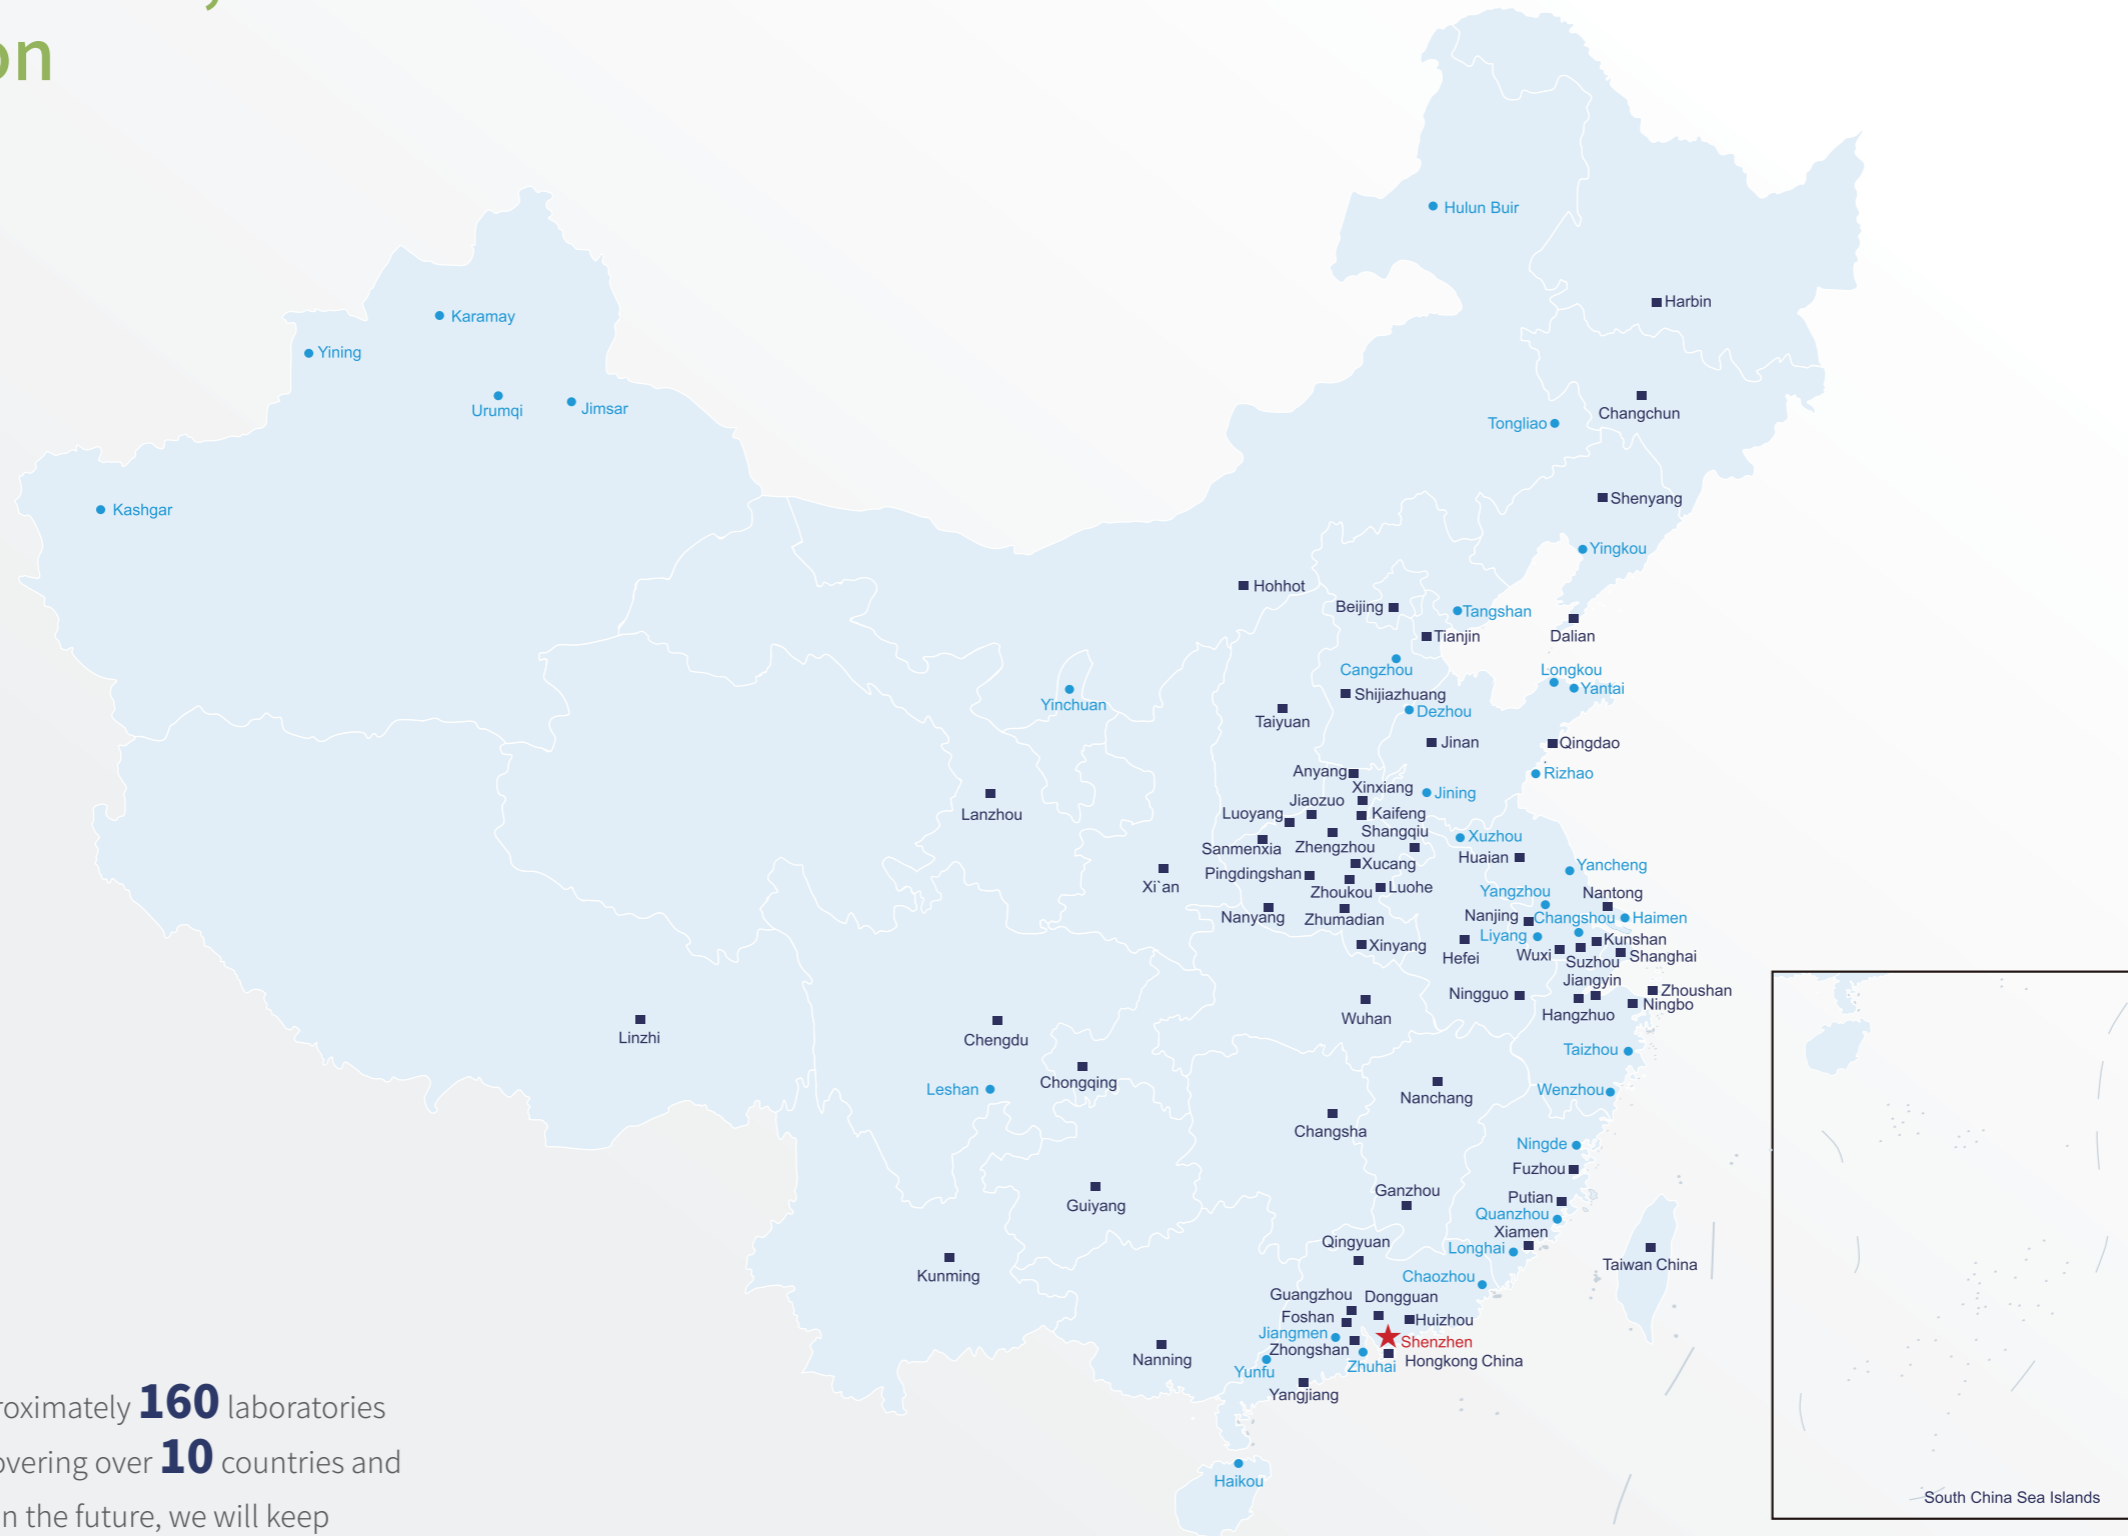 on
Hulun Buir
Harbin
Karamay
Yining
Changchun
Urumqi
Jimsar
Tongliao
Shenyang
Kashgar
Yingkou
Hohhot
Beijing
Tangshan
Tianjin
Dalian
Cangzhou
Longkou
Yantai
Shijiazhuang
Yinchuan
Dezhou
Taiyuan
Jinan
Qingdao
Anyang
Rizhao
Xinxiang
Jining
Jiaozuo
Lanzhou
Luoyang
Kaifeng
Shangqiu
Xuzhou
Sanmenxia
Zhengzhou
Huaian
Xucang
Yancheng
Pingdingshan
Xi`an
Zhoukou
Luohe
Yangzhou
Nantong
Nanyang
Zhumadian
Nanjing
Changshou
Haimen
Liyang
Kunshan
Xinyang
Hefei
Wuxi
Suzhou
Shanghai
Jiangyin
Ningguo
Zhoushan
Ningbo
Hangzhuo
Wuhan
Linzhi
Chengdu
Taizhou
Chongqing
Leshan
Wenzhou
Nanchang
Changsha
Ningde
Fuzhou
Ganzhou
Putian
Guiyang
Quanzhou
Xiamen
Qingyuan
Longhai
Taiwan China
Kunming
Chaozhou
Guangzhou
Dongguan
Foshan
Huizhou
Jiangmen
Shenzhen
Zhongshan
Nanning
Hongkong China
Yunfu
Zhuhai
Yangjiang
Haikou
South China Sea Islands
roximately 160 laboratories
overing over 10 countries and
n the future, we will keep